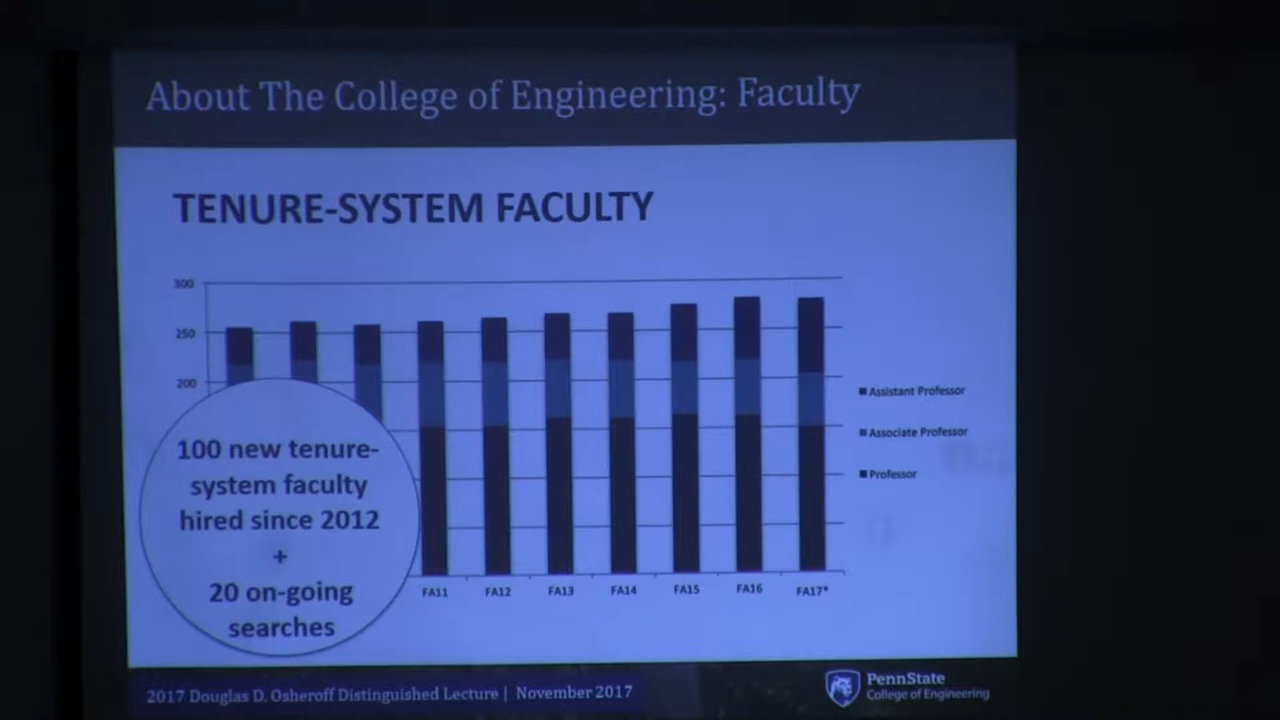 About The College of Engineering: Faculty
TENURE-SYSTEM FACULTY
300
250
200
100 new tenure-
system faculty
hired since 2012
+
20 on-going
searches
FA11
FA12
FA13
FA14
FA15
FA16
FA17*
Assistant Professor
Associate Professor
Professor
2017 Douglas D. Osheroff Distinguished Lecture | November 2017
PennState
College of Engineering